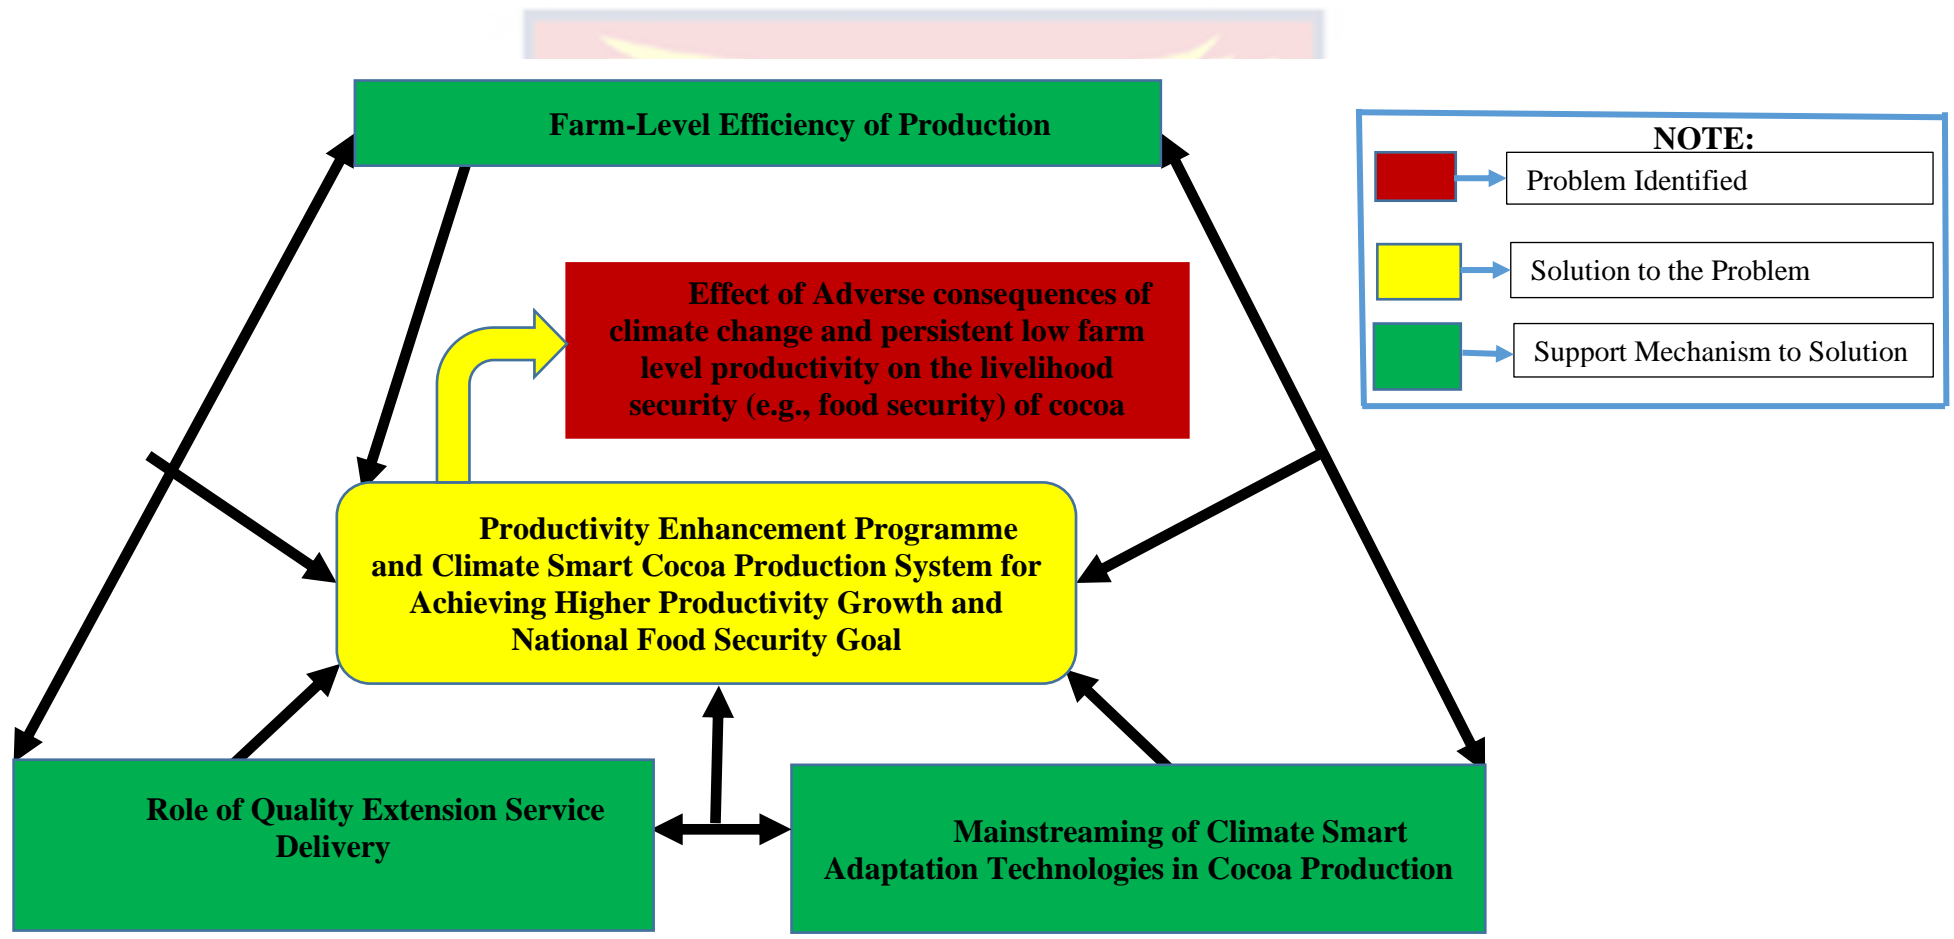 Farm-Level Efficiency of Production
NOTE:
Problem Identified
Solution to the Problem
Support Mechanism to Solution
Effect of Adverse consequences of
climate change and persistent low farm
level productivity on the livelihood
security (e.g., food security) of cocoa
Productivity Enhancement Programme
and Climate Smart Cocoa Production System for
Achieving Higher Productivity Growth and
National Food Security Goal
Role of Quality Extension Service
Delivery
Mainstreaming of Climate Smart
Adaptation Technologies in Cocoa Production